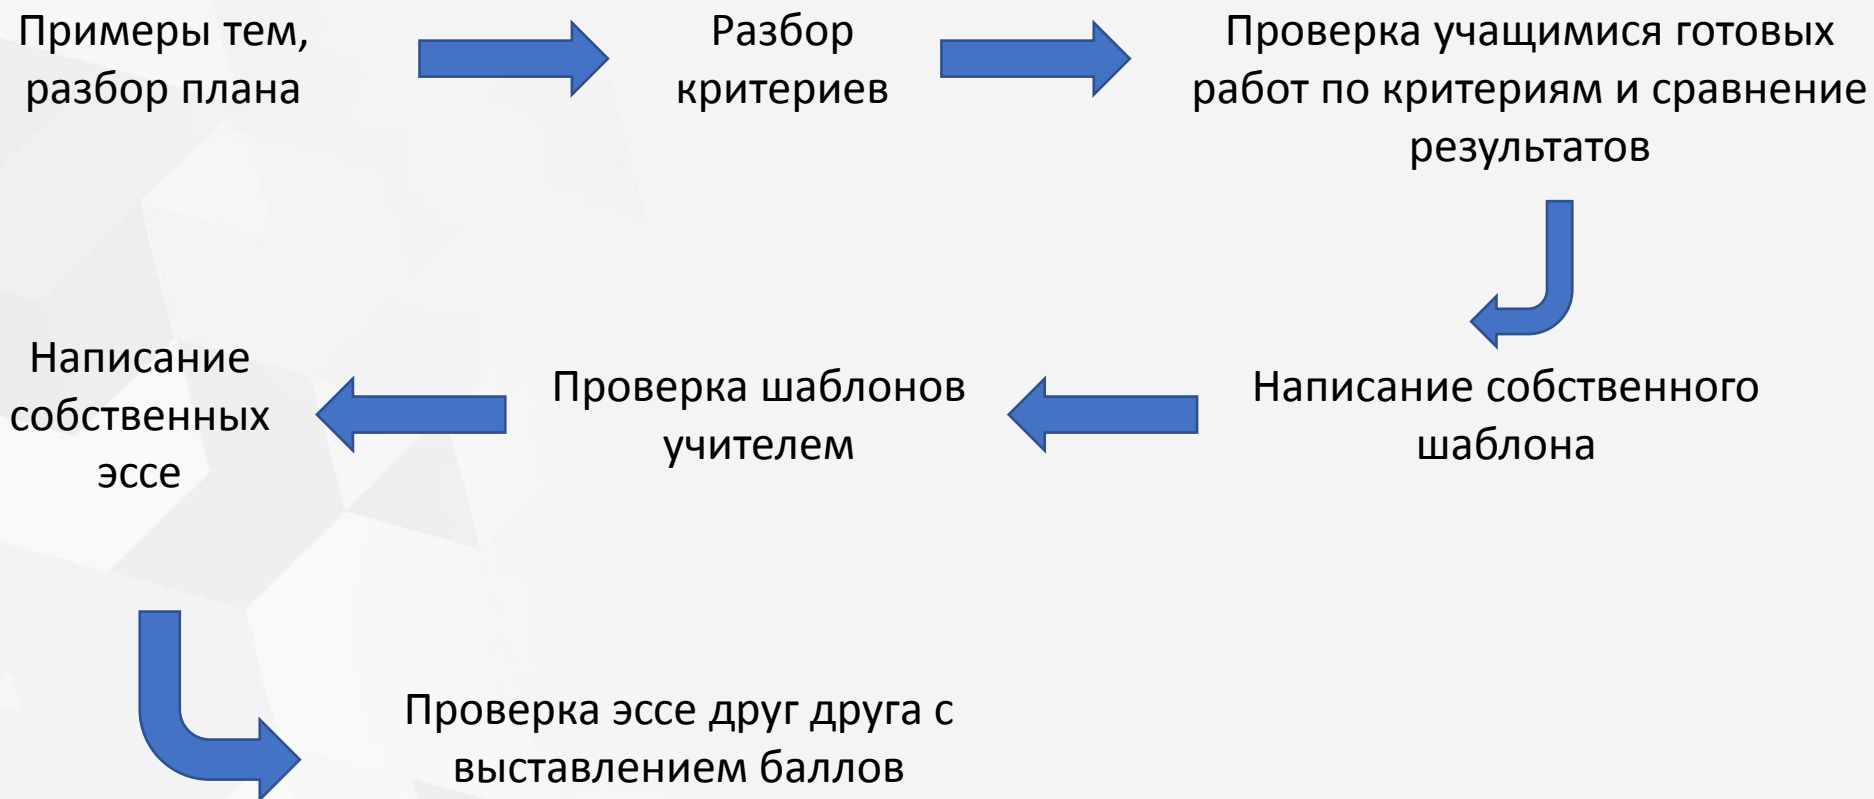 Примеры тем,
разбор плана
Разбор
критериев
Проверка учащимися готовых
работ по критериям и сравнение
результатов
Написание собственного
шаблона
Проверка шаблонов
учителем
Написание
собственных
эссе
Проверка эссе друг друга с
выставлением баллов